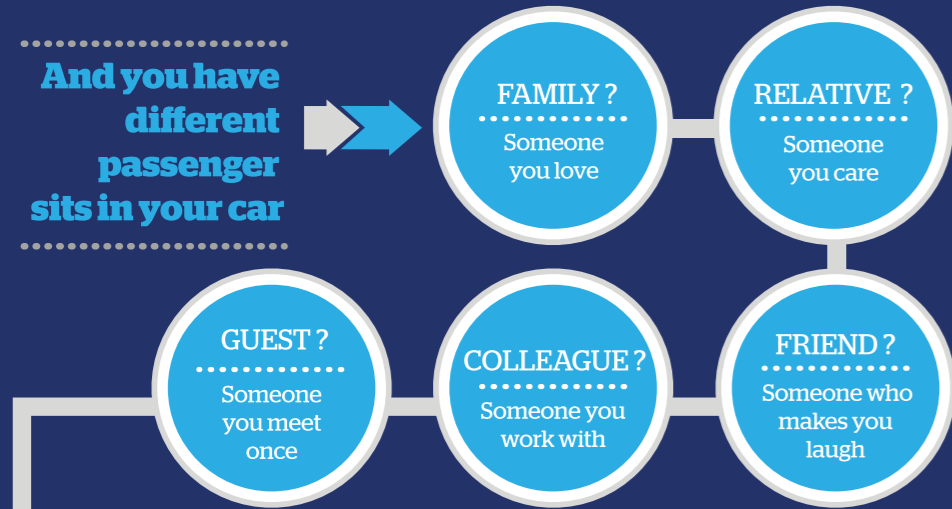 And you have
different
passenger
sits in your car
FAMILY ?
Someone
you love
RELATIVE ?
Someone
you care
FRIEND ?
Someone who
makes you
laugh
COLLEAGUE ?
Someone you
work with
GUEST ?
Someone
you meet
once